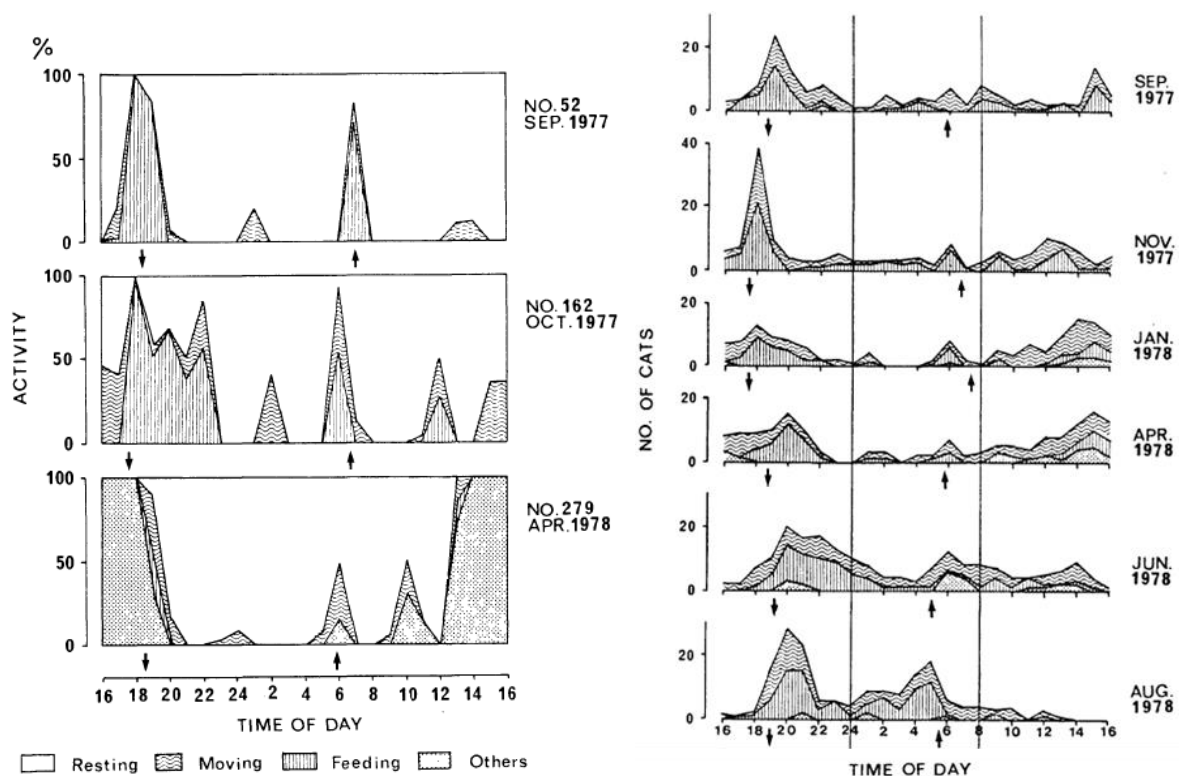 %
100
50
0
NO. 52
SEP. 1977
100
50
0
NO. 162
OCT. 1977
100
50
0
NO. 279
APR. 1978
ACTIVITY
16 18 20 22 24 2 4 6 8 10 12 14 16
TIME OF DAY
Resting Moving Feeding Others
20
0
SEP.
1977
40
20
0
NOV.
1977
20
0
JAN.
1978
20
0
APR.
1978
20
0
JUN.
1978
20
0
AUG.
1978
NO. OF CATS
16 18 20 22 24 2 4 6 8 10 12 14 16
TIME OF DAY